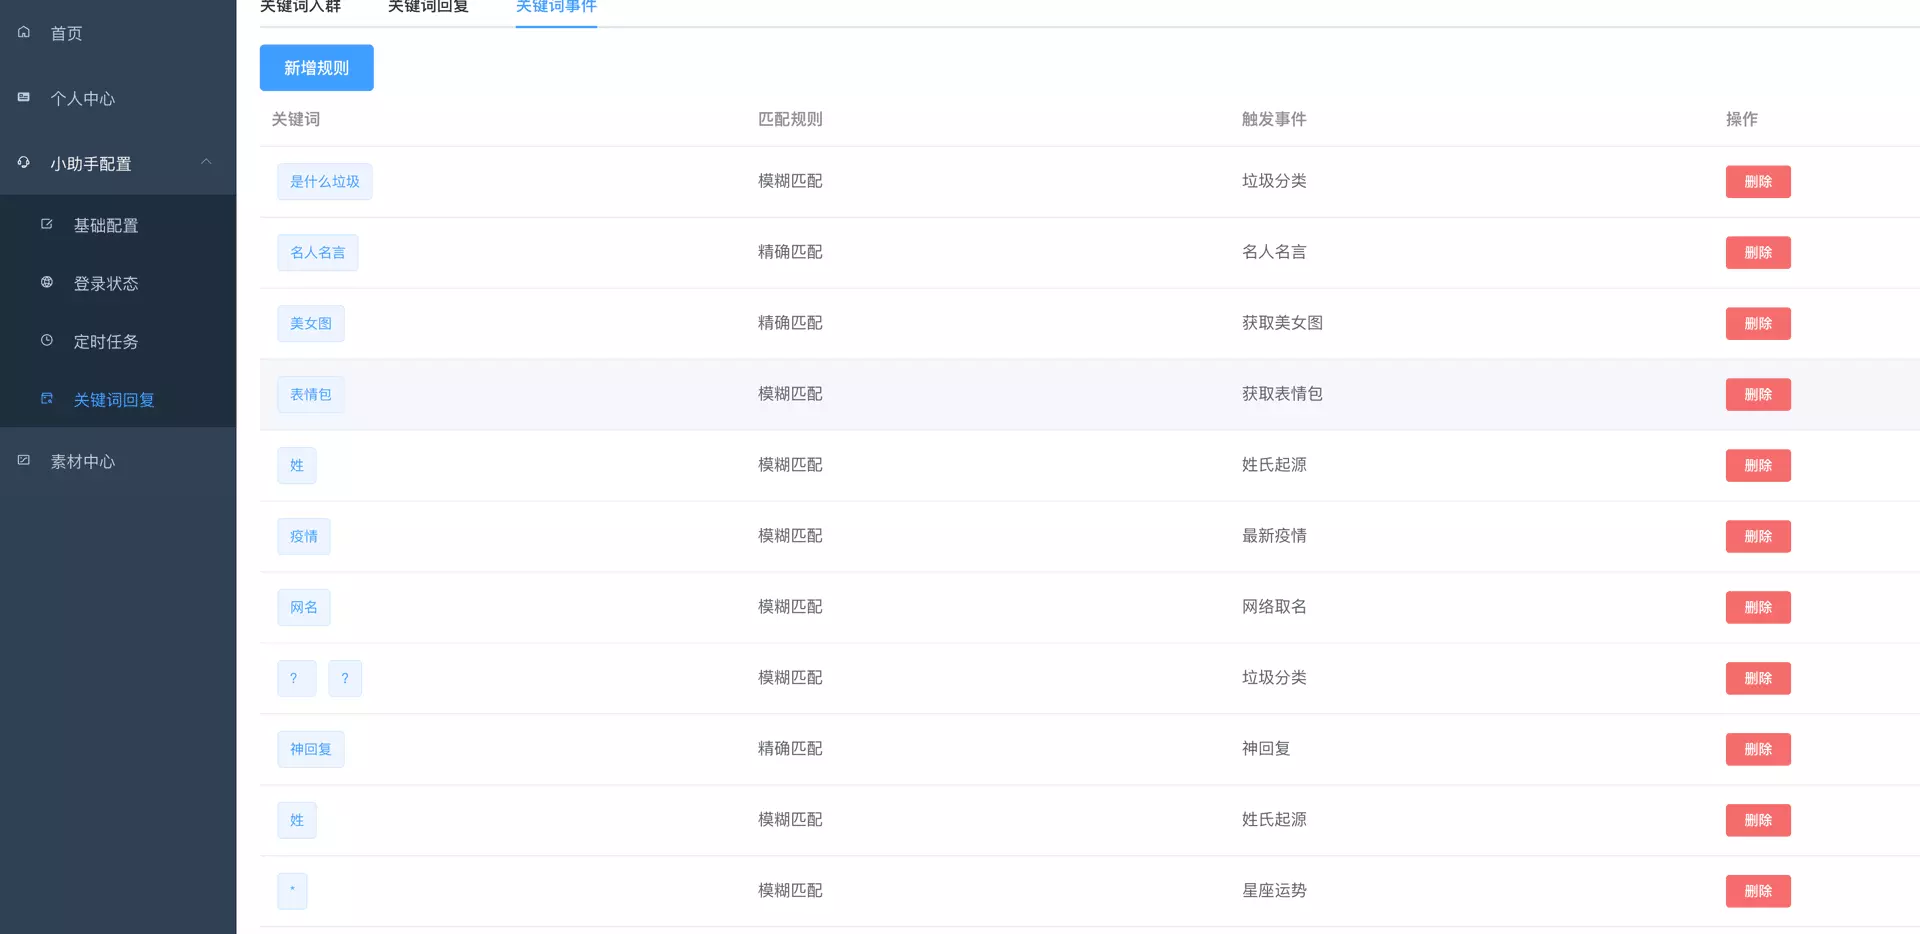 首页
个人中心
小助手配置
基础配置
登录状态
定时任务
关键词回复
素材中心
关键词入群 关键词回复 关键词事件
新增规则
关键词 匹配规则 触发事件 操作
是什么垃圾 模糊匹配 垃圾分类 删除
名人名言 精确匹配 名人名言 删除
美女图 精确匹配 获取美女图 删除
表情包 模糊匹配 获取表情包 删除
姓 模糊匹配 姓氏起源 删除
疫情 模糊匹配 最新疫情 删除
网名 模糊匹配 网络取名 删除
？ ? 模糊匹配 垃圾分类 删除
神回复 精确匹配 神回复 删除
姓 模糊匹配 姓氏起源 删除
* 模糊匹配 星座运势 删除